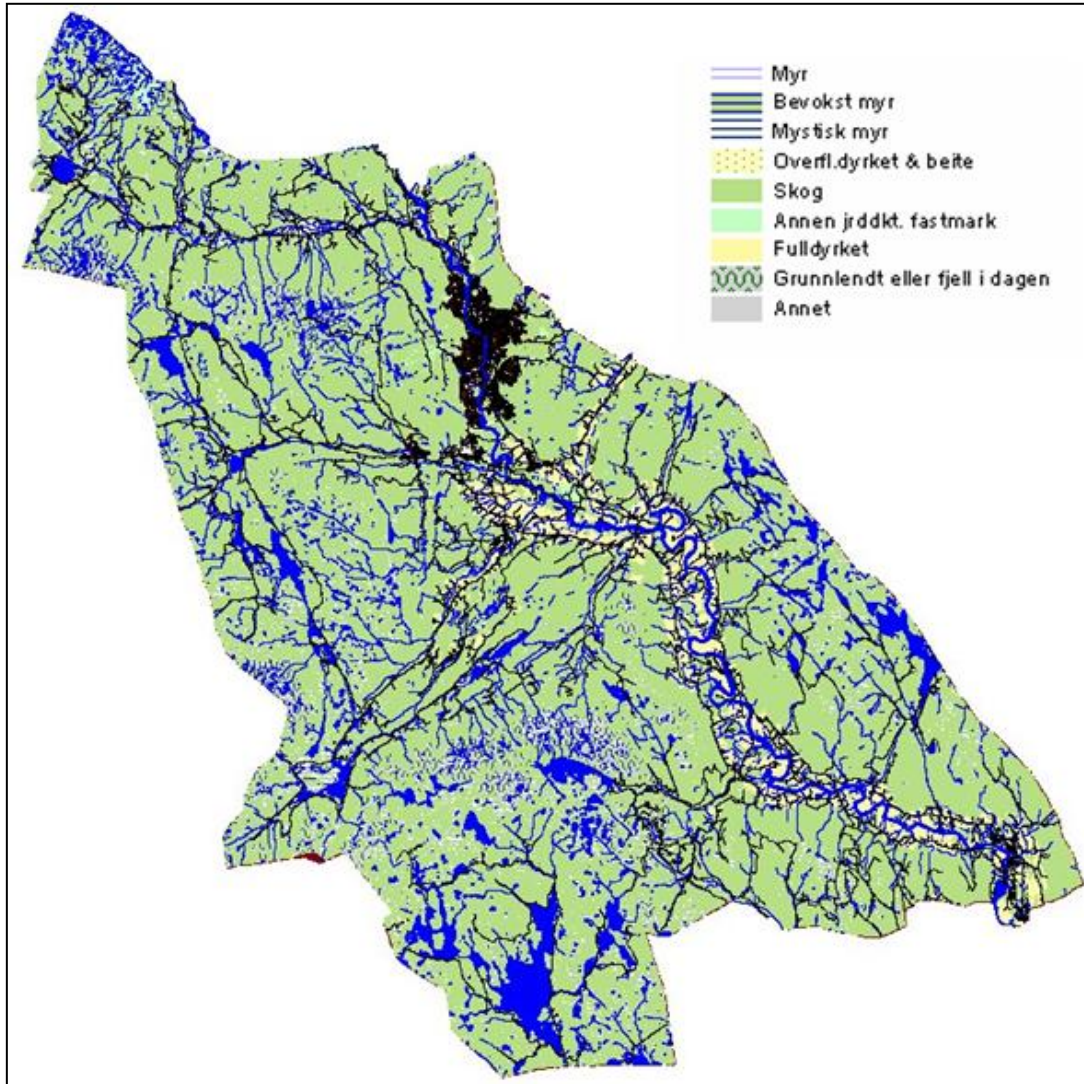 Myr
Bevokst myr
Mystisk myr
Overfl.dyrket & beite
Skog
Annen jrddkt. fastmark
Fulldyrket
Grunnlendt eller fjell i dagen
Annet